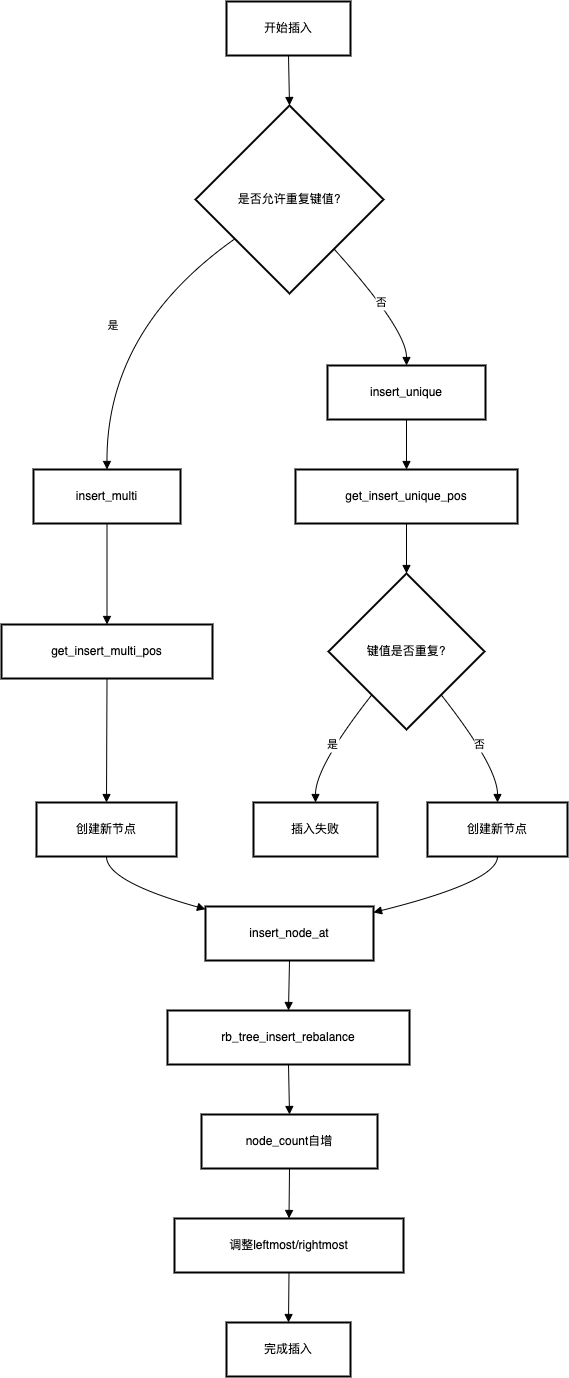 开始插入
是否允许重复键值?
是
否
insert_unique
insert_multi
get_insert_unique_pos
get_insert_multi_pos
键值是否重复?
是
否
创建新节点
插入失败
创建新节点
insert_node_at
rb_tree_insert_rebalance
node_count自增
调整leftmost/rightmost
完成插入